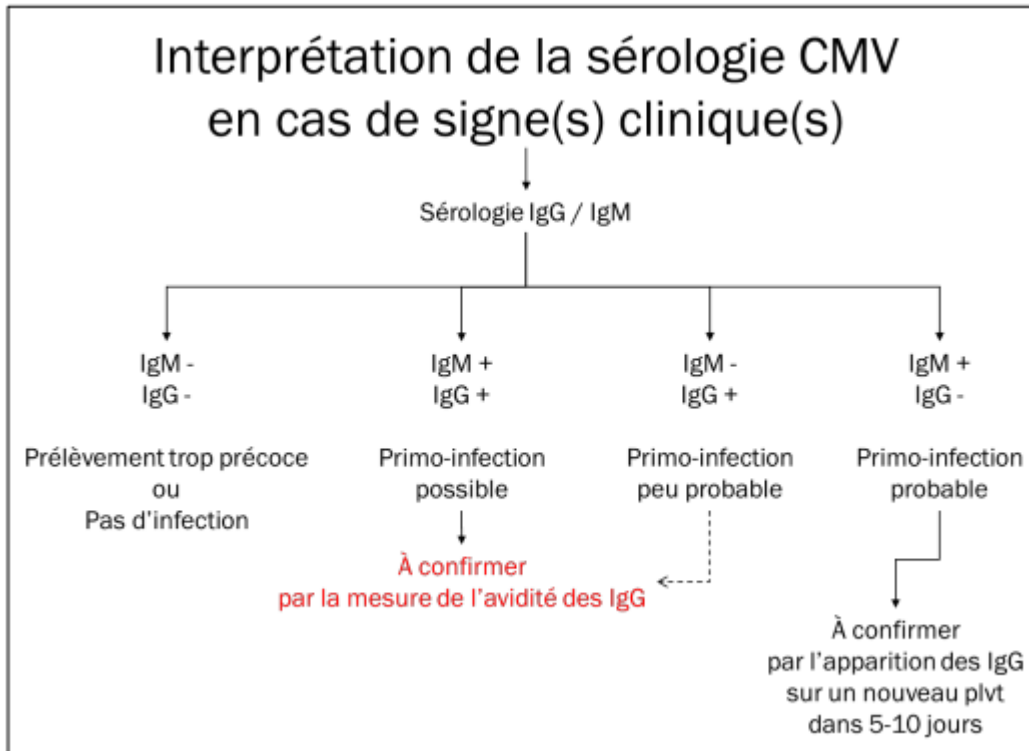 Interprétation de la sérologie CMV
en cas de signe(s) clinique(s)
Sérologie IgG / IgM
IgM -
IgG -
Prélèvement trop précoce
ou
Pas d'infection
IgM +
IgG +
Primo-infection
possible
À confirmer
par la mesure de l'avidité des IgG
IgM -
IgG +
Primo-infection
peu probable
IgM +
IgG -
Primo-infection
probable
À confirmer
par l'apparition des IgG
sur un nouveau plvt
dans 5-10 jours